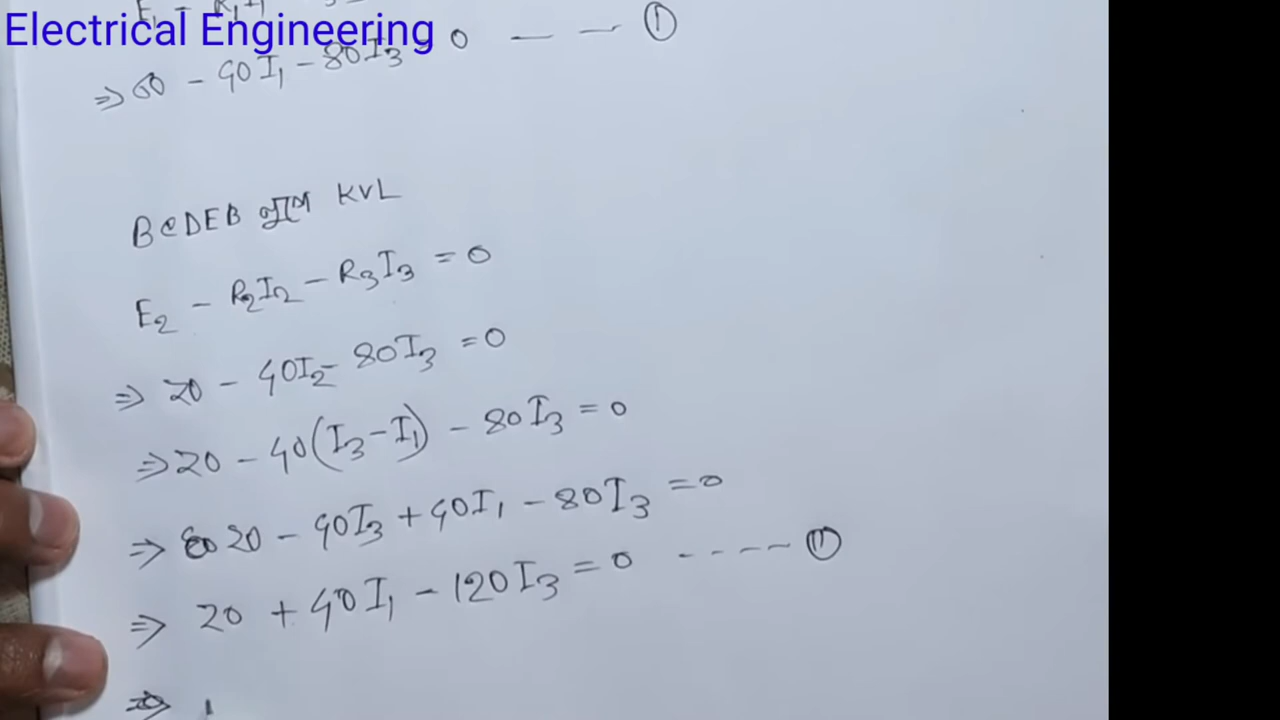 Electrical Engineering
⇒ 60 - 40I₁ - 80I₃ = 0 — — ①
BCDEB লুপে KVL
E₂ - R₂I₂ - R₃I₃ = 0
⇒ 20 - 40I₂ - 80I₃ = 0
⇒ 20 - 40(I₃ - I₁) - 80I₃ = 0
⇒ 20 - 40I₃ + 40I₁ - 80I₃ = 0
⇒ 20 + 40I₁ - 120I₃ = 0 ---- ⑪
⇒